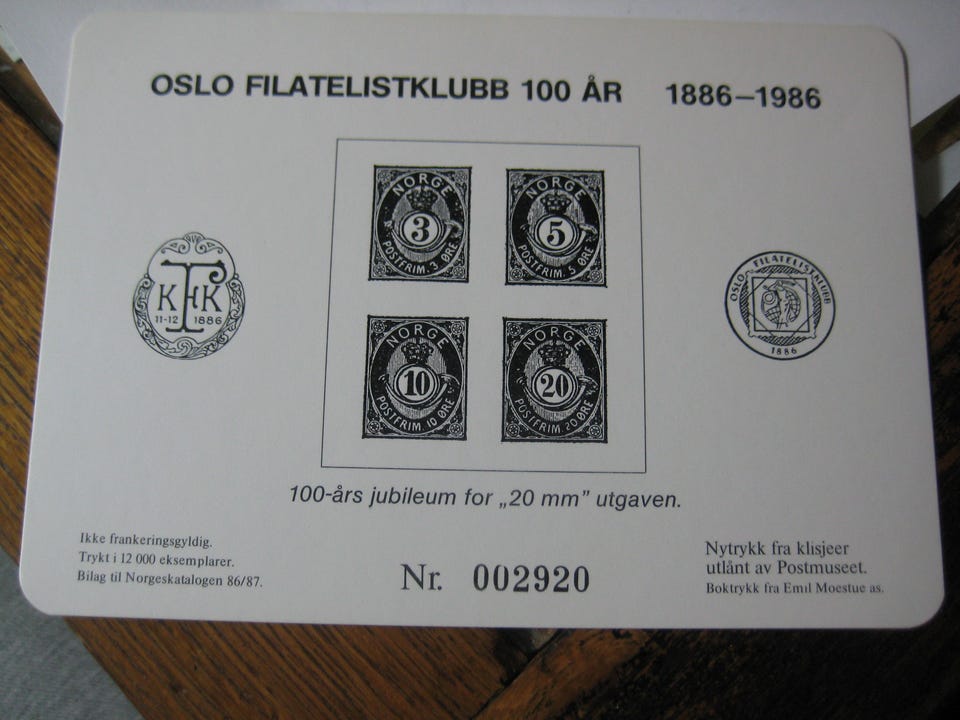 OSLO FILATELISTKLUBB 100 ÅR 1886–1986
NORGE
3
POSTFRIM. 3 ØRE
NORGE
5
POSTFRIM. 5 ØRE
NORGE
10
POSTFRIM. 10 ØRE
NORGE
20
POSTFRIM. 20 ØRE
KFK
11-12 1886
OSLO FILATELISTKLUBB
1886
100-års jubileum for „20 mm” utgaven.
Ikke frankeringsgyldig.
Trykt i 12 000 eksemplarer.
Bilag til Norgeskatalogen 86/87.
Nr. 002920
Nytrykk fra klisjeer
utlånt av Postmuseet.
Boktrykk fra Emil Moestue as.